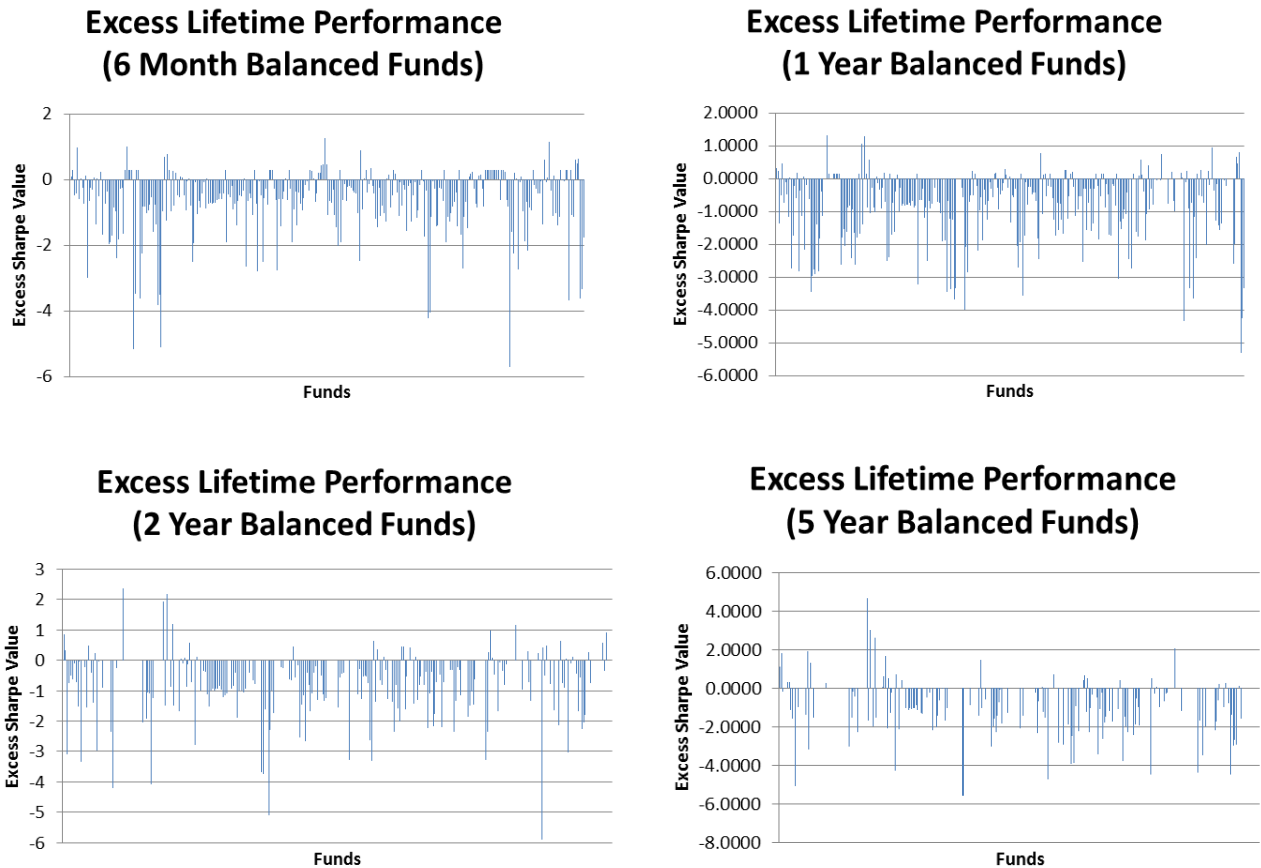 Excess Lifetime Performance
(6 Month Balanced Funds)
2
0
-2
-4
-6
Excess Sharpe Value
Funds
Excess Lifetime Performance
(1 Year Balanced Funds)
2.0000
1.0000
0.0000
-1.0000
-2.0000
-3.0000
-4.0000
-5.0000
-6.0000
Excess Sharpe Value
Funds
Excess Lifetime Performance
(2 Year Balanced Funds)
3
2
1
0
-1
-2
-3
-4
-5
-6
Excess Sharpe Value
Funds
Excess Lifetime Performance
(5 Year Balanced Funds)
6.0000
4.0000
2.0000
0.0000
-2.0000
-4.0000
-6.0000
-8.0000
Excess Sharpe Value
Funds